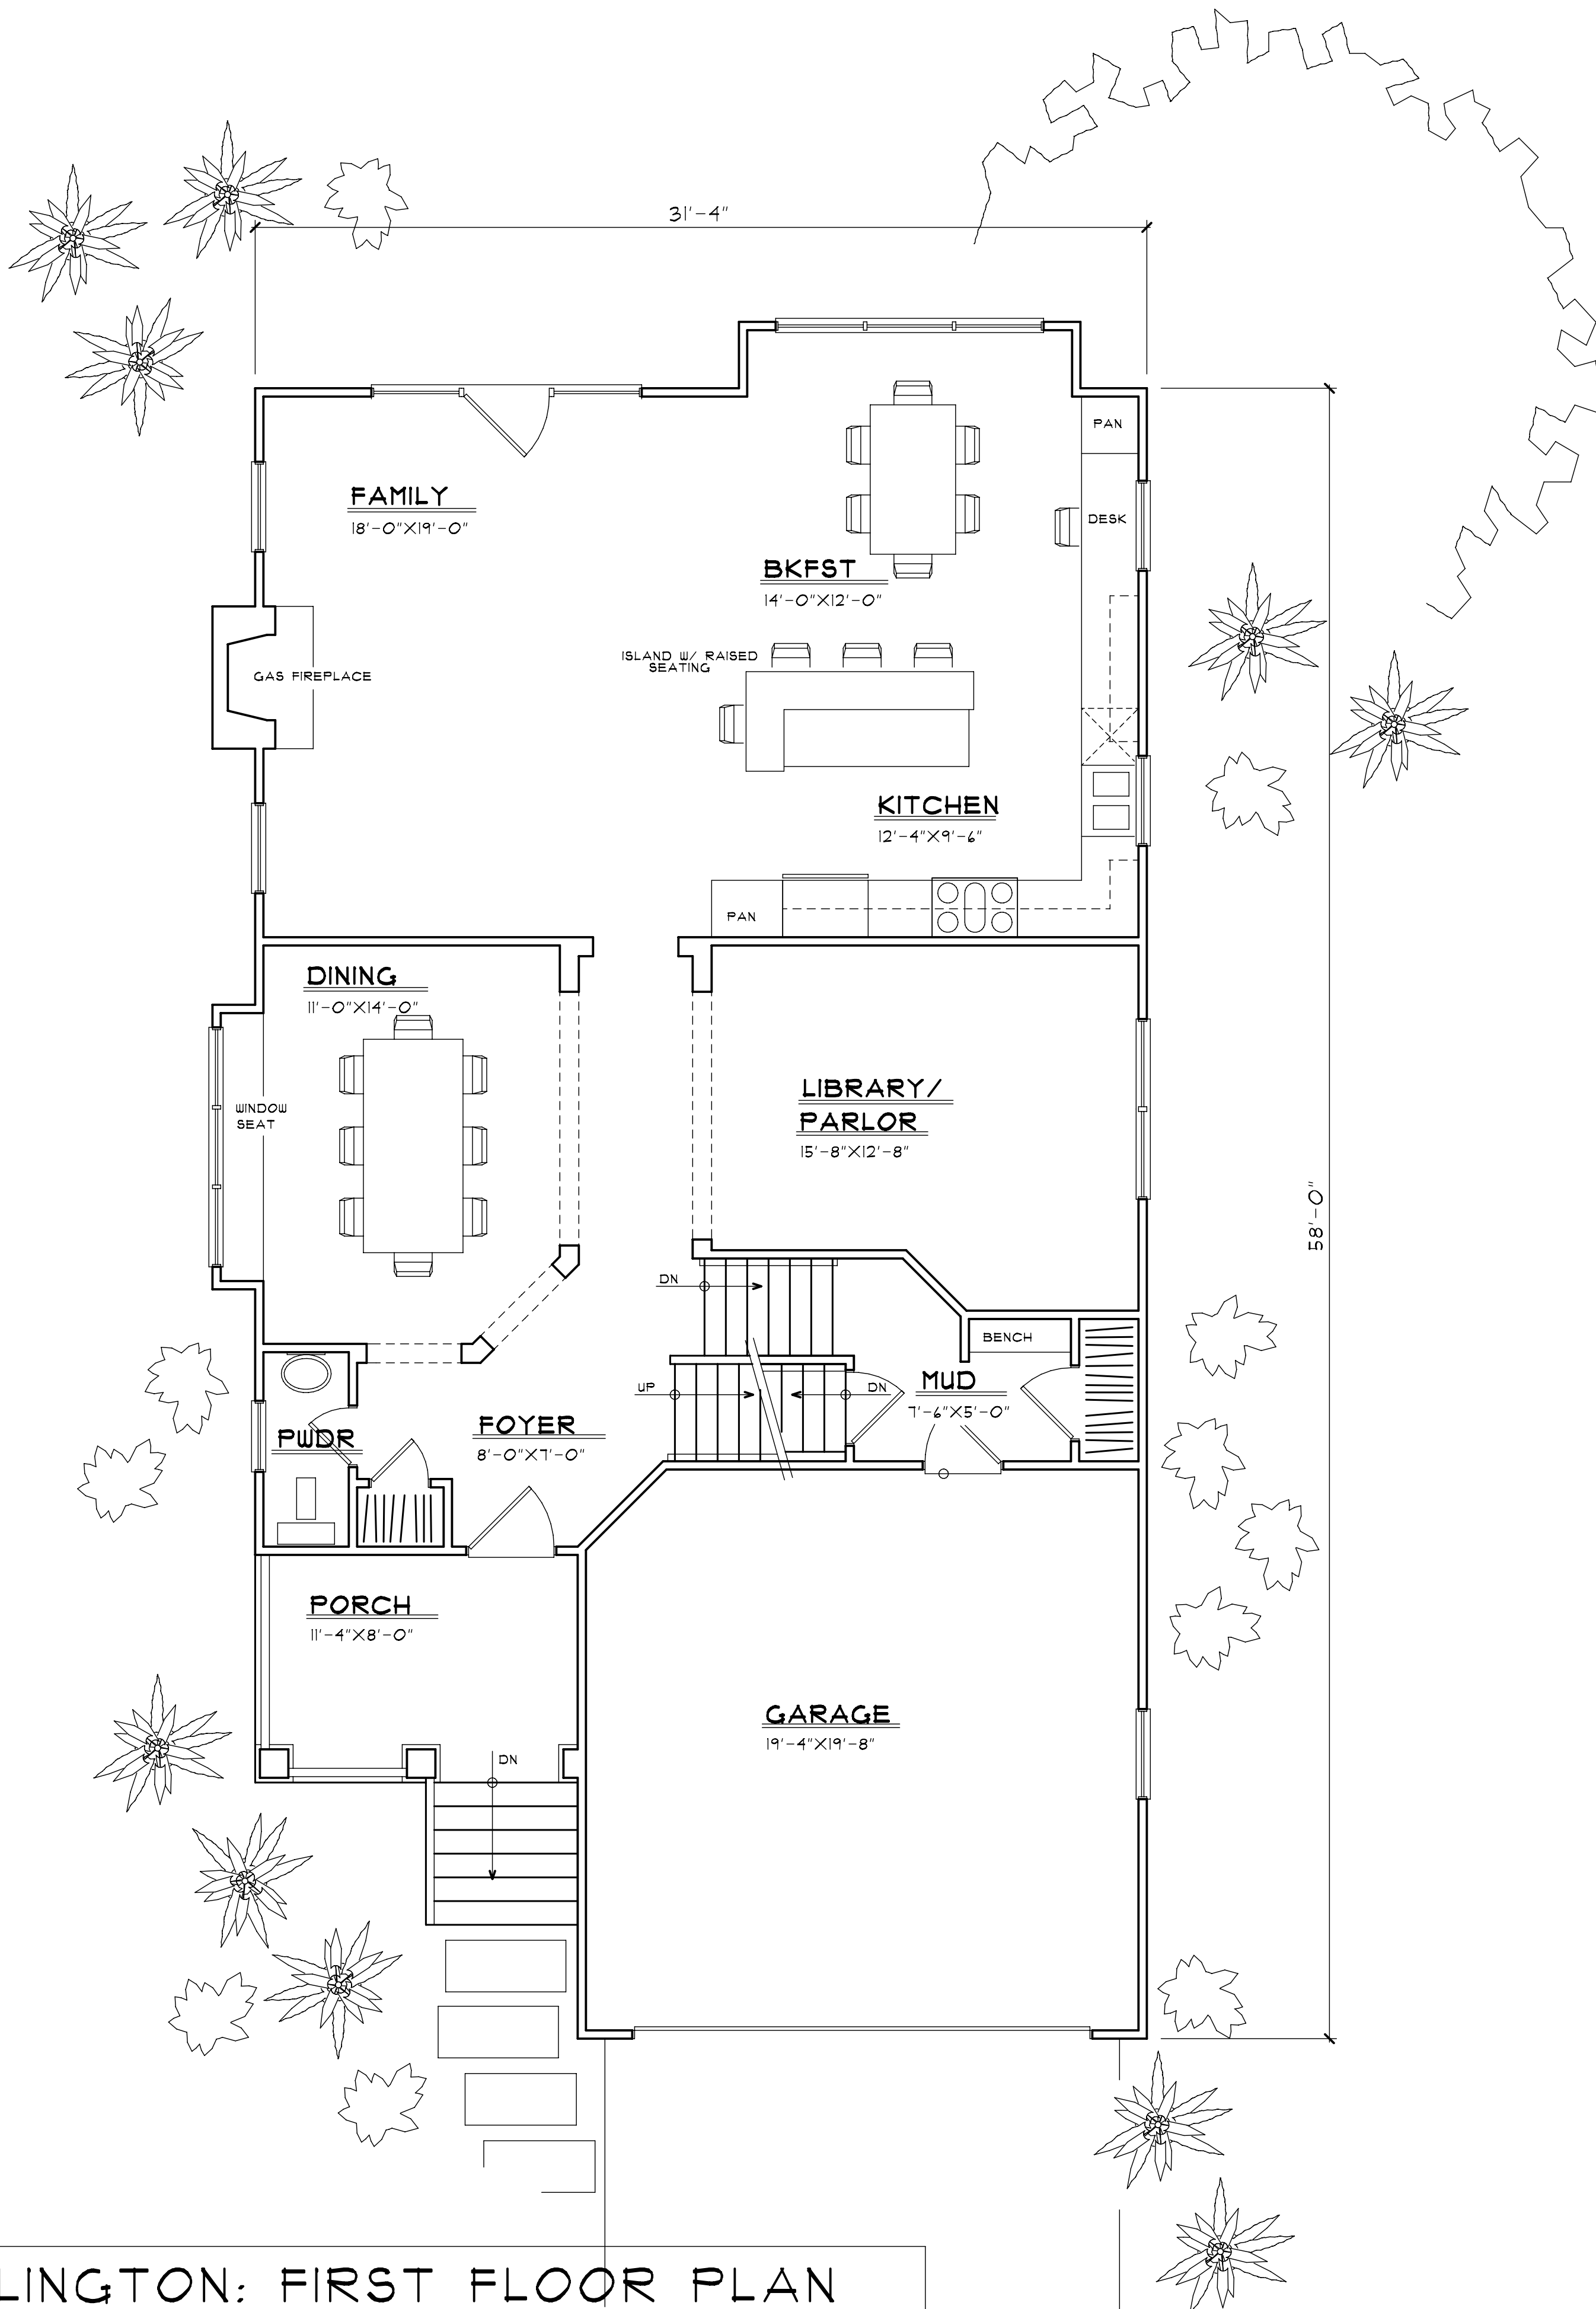 31'-4"
PAN
FAMILY
18'-0"X19'-0"
DESK
BKFST
14'-0"X12'-0"
ISLAND W/ RAISED
SEATING
GAS FIREPLACE
KITCHEN
12'-4"X9'-6"
PAN
DINING
11'-0"X14'-0"
LIBRARY/
PARLOR
15'-8"X12'-8"
WINDOW
SEAT
58'-0"
DN
BENCH
UP
DN
MUD
7'-6"X5'-0"
FOYER
8'-0"X7'-0"
PWDR
PORCH
11'-4"X8'-0"
GARAGE
19'-4"X19'-8"
DN
LINGTON: FIRST FLOOR PLAN